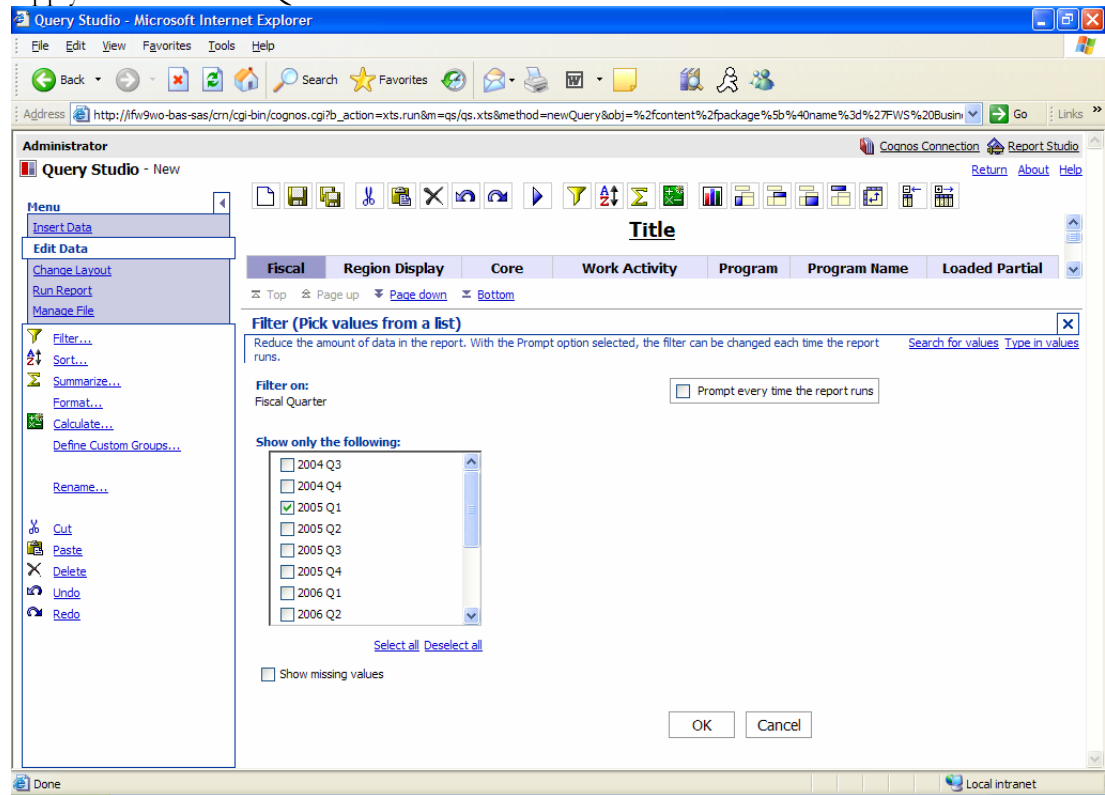 Query Studio - Microsoft Internet Explorer
File Edit View Favorites Tools Help
Back Search Favorites
Address http://ifw9wo-bas-sas/crn/cgi-bin/cognos.cgi?b_action=xts.run&m=qs/qs.xts&method=newQuery&obj=%2fcontent%2fpackage%5b%40name%3d%27FWS%20Busin Go Links »
Administrator Cognos Connection Report Studio
Query Studio - New Return About Help
Menu
Insert Data
Title
Edit Data
Change Layout
Fiscal Region Display Core Work Activity Program Program Name Loaded Partial
Run Report
Top Page up Page down Bottom
Manage File
Filter (Pick values from a list)
Filter...
Reduce the amount of data in the report. With the Prompt option selected, the filter can be changed each time the report runs.
Search for values Type in values
Sort...
Summarize...
Filter on:
Prompt every time the report runs
Format...
Fiscal Quarter
Calculate...
Define Custom Groups...
Show only the following:
2004 Q3
Rename...
2004 Q4
2005 Q1
Cut
2005 Q2
Paste
2005 Q3
Delete
2005 Q4
Undo
2006 Q1
Redo
2006 Q2
Select all Deselect all
Show missing values
OK Cancel
Done Local intranet